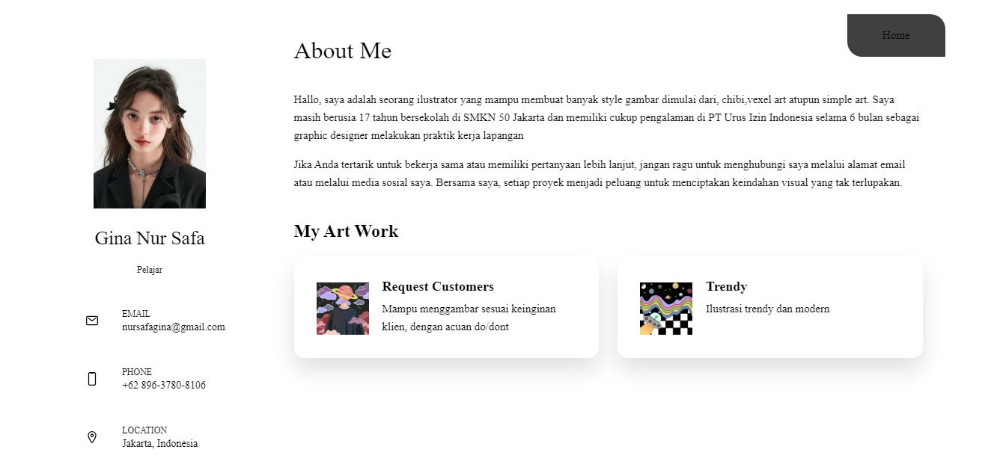 Home
Gina Nur Safa
Pelajar
EMAIL
nursafagina@gmail.com
PHONE
+62 896-3780-8106
LOCATION
Jakarta, Indonesia
About Me
Hallo, saya adalah seorang ilustrator yang mampu membuat banyak style gambar dimulai dari, chibi,vexel art atupun simple art. Saya
masih berusia 17 tahun bersekolah di SMKN 50 Jakarta dan memiliki cukup pengalaman di PT Urus Izin Indonesia selama 6 bulan sebagai
graphic designer melakukan praktik kerja lapangan
Jika Anda tertarik untuk bekerja sama atau memiliki pertanyaan lebih lanjut, jangan ragu untuk menghubungi saya melalui alamat email
atau melalui media sosial saya. Bersama saya, setiap proyek menjadi peluang untuk menciptakan keindahan visual yang tak terlupakan.
My Art Work
Request Customers
Mampu menggambar sesuai keinginan
klien, dengan acuan do/dont
Trendy
Ilustrasi trendy dan modern